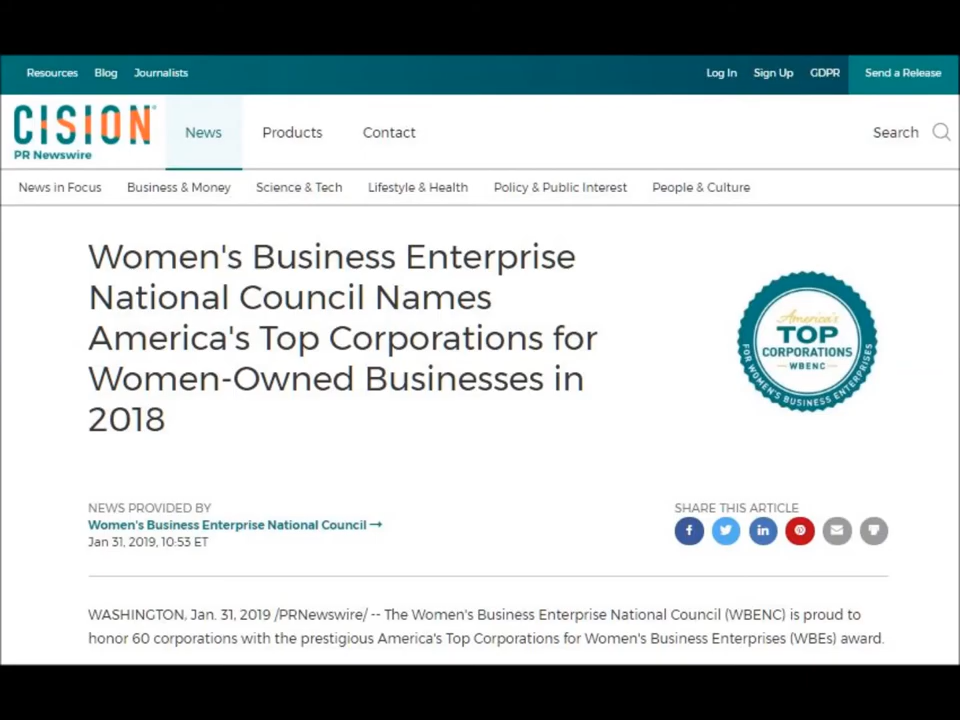 Resources Blog Journalists Log In Sign Up GDPR Send a Release
CISION
PR Newswire
News Products Contact Search
News in Focus Business & Money Science & Tech Lifestyle & Health Policy & Public Interest People & Culture
Women's Business Enterprise
National Council Names
America's Top Corporations for
Women-Owned Businesses in
2018
America's
TOP
CORPORATIONS
WBENC
FOR WOMEN'S BUSINESS ENTERPRISES
NEWS PROVIDED BY
Women's Business Enterprise National Council →
Jan 31, 2019, 10:53 ET
SHARE THIS ARTICLE
WASHINGTON, Jan. 31, 2019 /PRNewswire/ -- The Women's Business Enterprise National Council (WBENC) is proud to
honor 60 corporations with the prestigious America's Top Corporations for Women's Business Enterprises (WBEs) award.